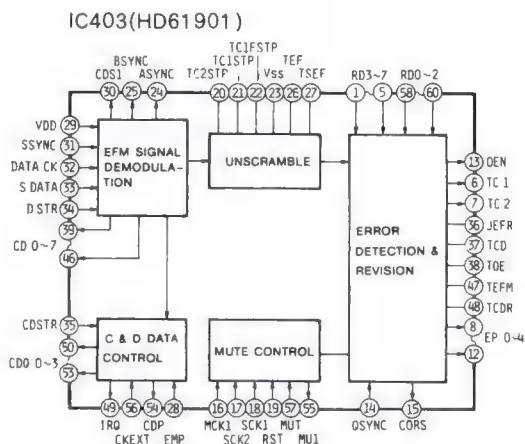 IC403(HD61901)
TC1FSTP
BSYNC TC1STP TEF
CDS1 ASYNC TC2STP Vss TSEF RD3~7 RD0~2
30 25 24 20 21 22 23 26 27 1 5 58 60
VDD 29
SSYNC 31
DATA CK 32
S DATA 33
D STR 34
39
CD 0~7
46
EFM SIGNAL
DEMODULA-
TION
UNSCRAMBLE
ERROR
DETECTION &
REVISION
13 OEN
6 TC 1
7 TC 2
36 JEFR
37 TCD
38 TOE
47 TEFM
48 TCDR
8
EP 0~4
12
CDSTR 35
50
CDQ 0~3
53
C & D DATA
CONTROL
MUTE CONTROL
49 56 54 28 16 17 18 19 57 55 14 15
IRQ CDP MCK1 SCK1 MUT QSYNC CORS
CKEXT EMP SCK2 RST MU1